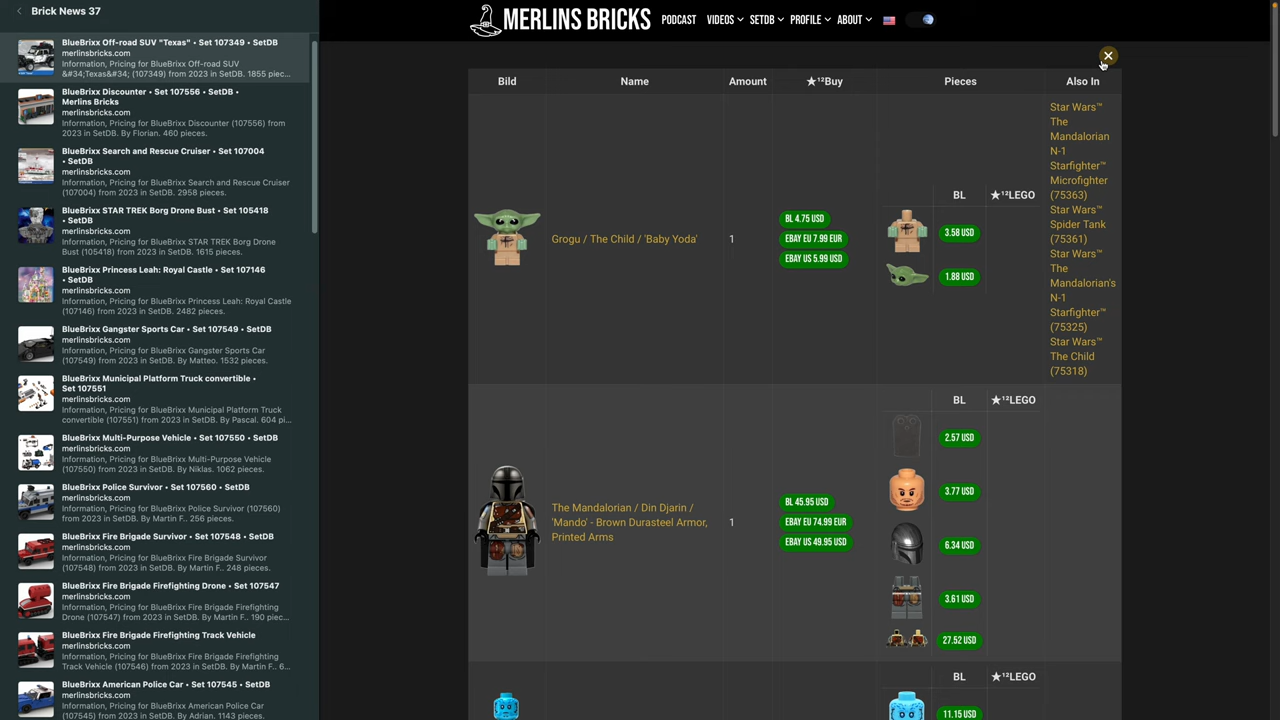 Brick News 37
BlueBrixx Off-road SUV "Texas" • Set 107349 • SetDB
merlinsbricks.com
Information, Pricing for BlueBrixx Off-road SUV
&#34;Texas&#34; (107349) from 2023 in SetDB. 1855 piec...
BlueBrixx Discounter • Set 107556 • SetDB •
Merlins Bricks
merlinsbricks.com
Information, Pricing for BlueBrixx Discounter (107556) from
2023 in SetDB. By Florian. 460 pieces.
BlueBrixx Search and Rescue Cruiser • Set 107004
• SetDB
merlinsbricks.com
Information, Pricing for BlueBrixx Search and Rescue Cruiser
(107004) from 2023 in SetDB. 2958 pieces.
BlueBrixx STAR TREK Borg Drone Bust • Set 105418
• SetDB
merlinsbricks.com
Information, Pricing for BlueBrixx STAR TREK Borg Drone
Bust (105418) from 2023 in SetDB. 1615 pieces.
BlueBrixx Princess Leah: Royal Castle • Set 107146
• SetDB
merlinsbricks.com
Information, Pricing for BlueBrixx Princess Leah: Royal Castle
(107146) from 2023 in SetDB. 2482 pieces.
BlueBrixx Gangster Sports Car • Set 107549 • SetDB
merlinsbricks.com
Information, Pricing for BlueBrixx Gangster Sports Car
(107549) from 2023 in SetDB. By Matteo. 1532 pieces.
BlueBrixx Municipal Platform Truck convertible •
Set 107551
merlinsbricks.com
Information, Pricing for BlueBrixx Municipal Platform Truck
convertible (107551) from 2023 in SetDB. By Pascal. 604 pi...
BlueBrixx Multi-Purpose Vehicle • Set 107550 • SetDB
merlinsbricks.com
Information, Pricing for BlueBrixx Multi-Purpose Vehicle
(107550) from 2023 in SetDB. By Niklas. 1062 pieces.
BlueBrixx Police Survivor • Set 107560 • SetDB
merlinsbricks.com
Information, Pricing for BlueBrixx Police Survivor (107560)
from 2023 in SetDB. By Martin F.. 256 pieces.
BlueBrixx Fire Brigade Survivor • Set 107548 • SetDB
merlinsbricks.com
Information, Pricing for BlueBrixx Fire Brigade Survivor
(107548) from 2023 in SetDB. By Martin F.. 248 pieces.
BlueBrixx Fire Brigade Firefighting Drone • Set 107547
merlinsbricks.com
Information, Pricing for BlueBrixx Fire Brigade Firefighting
Drone (107547) from 2023 in SetDB. By Martin F.. 190 piec...
BlueBrixx Fire Brigade Firefighting Track Vehicle
merlinsbricks.com
Information, Pricing for BlueBrixx Fire Brigade Firefighting
Track Vehicle (107546) from 2023 in SetDB. By Martin F.. 6...
BlueBrixx American Police Car • Set 107545 • SetDB
merlinsbricks.com
Information, Pricing for BlueBrixx American Police Car
(107545) from 2023 in SetDB. By Adrian. 1143 pieces.
MERLINS BRICKS PODCAST VIDEOS SETDB PROFILE ABOUT
Bild Name Amount ★¹²Buy Pieces Also In
Grogu / The Child / 'Baby Yoda'
1
BL 4.75 USD
EBAY EU 7.99 EUR
EBAY US 5.99 USD
BL ★¹²LEGO
3.58 USD
1.88 USD
Star Wars™
The
Mandalorian
N-1
Starfighter™
Microfighter
(75363)
Star Wars™
Spider Tank
(75361)
Star Wars™
The
Mandalorian's
N-1
Starfighter™
(75325)
Star Wars™
The Child
(75318)
The Mandalorian / Din Djarin /
'Mando' - Brown Durasteel Armor,
Printed Arms
1
BL 45.95 USD
EBAY EU 74.99 EUR
EBAY US 49.95 USD
BL ★¹²LEGO
2.57 USD
3.77 USD
6.34 USD
3.61 USD
27.52 USD
BL ★¹²LEGO
11.15 USD